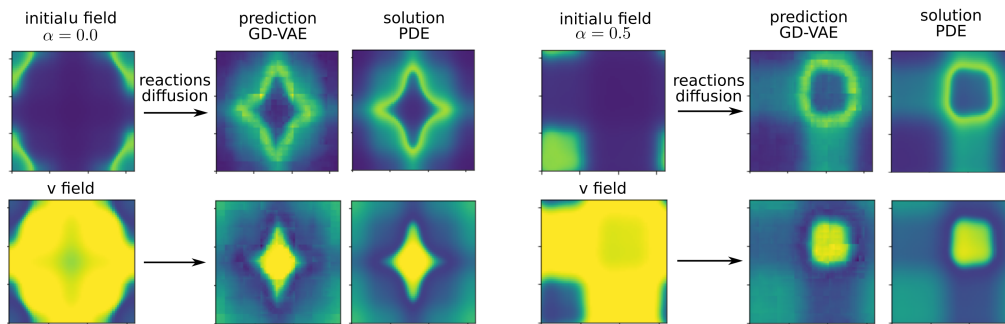 initialu field
α = 0.0
prediction
GD-VAE
solution
PDE
reactions
diffusion
v field
initialu field
α = 0.5
prediction
GD-VAE
solution
PDE
reactions
diffusion
v field